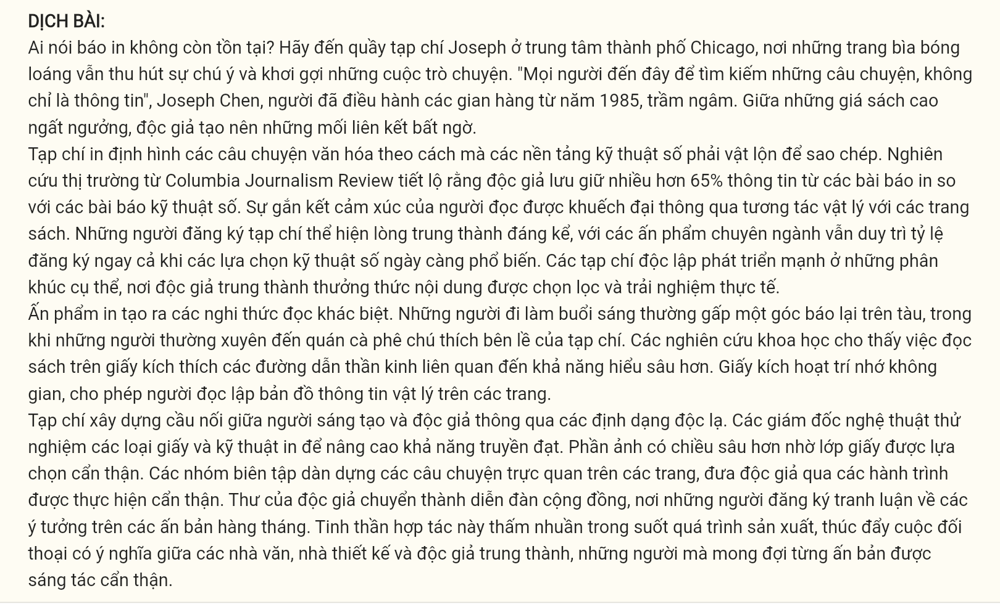 DỊCH BÀI:
Ai nói báo in không còn tồn tại? Hãy đến quầy tạp chí Joseph ở trung tâm thành phố Chicago, nơi những trang bìa bóng
loáng vẫn thu hút sự chú ý và khơi gợi những cuộc trò chuyện. "Mọi người đến đây để tìm kiếm những câu chuyện, không
chỉ là thông tin", Joseph Chen, người đã điều hành các gian hàng từ năm 1985, trầm ngâm. Giữa những giá sách cao
ngất ngưởng, độc giả tạo nên những mối liên kết bất ngờ.
Tạp chí in định hình các câu chuyện văn hóa theo cách mà các nền tảng kỹ thuật số phải vật lộn để sao chép. Nghiên
cứu thị trường từ Columbia Journalism Review tiết lộ rằng độc giả lưu giữ nhiều hơn 65% thông tin từ các bài báo in so
với các bài báo kỹ thuật số. Sự gắn kết cảm xúc của người đọc được khuếch đại thông qua tương tác vật lý với các trang
sách. Những người đăng ký tạp chí thể hiện lòng trung thành đáng kể, với các ấn phẩm chuyên ngành vẫn duy trì tỷ lệ
đăng ký ngay cả khi các lựa chọn kỹ thuật số ngày càng phổ biến. Các tạp chí độc lập phát triển mạnh ở những phân
khúc cụ thể, nơi độc giả trung thành thưởng thức nội dung được chọn lọc và trải nghiệm thực tế.
Ấn phẩm in tạo ra các nghi thức đọc khác biệt. Những người đi làm buổi sáng thường gấp một góc báo lại trên tàu, trong
khi những người thường xuyên đến quán cà phê chú thích bên lề của tạp chí. Các nghiên cứu khoa học cho thấy việc đọc
sách trên giấy kích thích các đường dẫn thần kinh liên quan đến khả năng hiểu sâu hơn. Giấy kích hoạt trí nhớ không
gian, cho phép người đọc lập bản đồ thông tin vật lý trên các trang.
Tạp chí xây dựng cầu nối giữa người sáng tạo và độc giả thông qua các định dạng độc lạ. Các giám đốc nghệ thuật thử
nghiệm các loại giấy và kỹ thuật in để nâng cao khả năng truyền đạt. Phần ảnh có chiều sâu hơn nhờ lớp giấy được lựa
chọn cẩn thận. Các nhóm biên tập dàn dựng các câu chuyện trực quan trên các trang, đưa độc giả qua các hành trình
được thực hiện cẩn thận. Thư của độc giả chuyển thành diễn đàn cộng đồng, nơi những người đăng ký tranh luận về các
ý tưởng trên các ấn bản hàng tháng. Tinh thần hợp tác này thấm nhuần trong suốt quá trình sản xuất, thúc đẩy cuộc đối
thoại có ý nghĩa giữa các nhà văn, nhà thiết kế và độc giả trung thành, những người mà mong đợi từng ấn bản được
sáng tác cẩn thận.